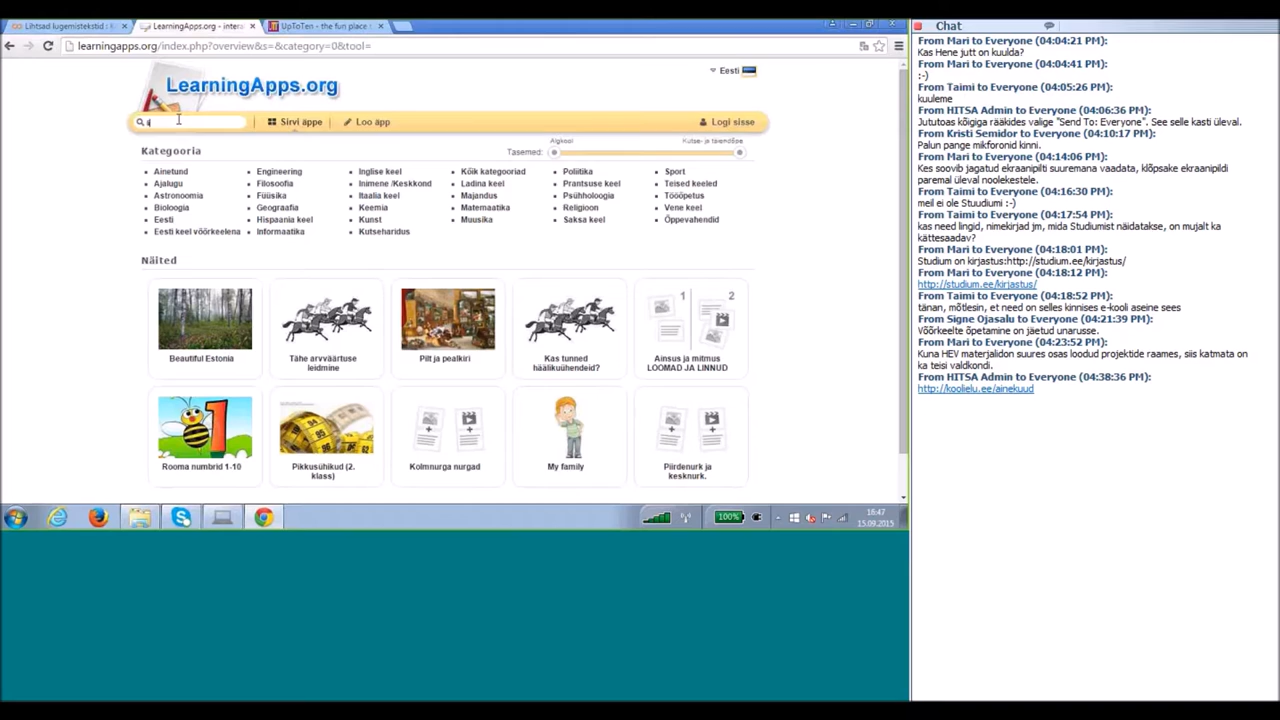 Lihtsad lugemistekstid : K
LearningApps.org - intera
UpToTen - the fun place
learningapps.org/index.php?overview&s=&category=0&tool=
LearningApps.org
Eesti
Sirvi äppe
Loo äpp
Logi sisse
Kategooria
Tasemed:
Algkool
Kutse- ja täiendõpe
Ainetund
Engineering
Inglise keel
Kõik kategooriad
Poliitika
Sport
Ajalugu
Filosoofia
Inimene /Keskkond
Ladina keel
Prantsuse keel
Teised keeled
Astronoomia
Füüsika
Itaalia keel
Majandus
Psühholoogia
Tööõpetus
Bioloogia
Geograafia
Keemia
Matemaatika
Religioon
Vene keel
Eesti
Hispaania keel
Kunst
Muusika
Saksa keel
Õppevahendid
Eesti keel võõrkeelena
Informaatika
Kutseharidus
Näited
1
2
Beautiful Estonia
Tähe arvväärtuse
leidmine
Pilt ja pealkiri
Kas tunned
häälikuühendeid?
Ainsus ja mitmus
LOOMAD JA LINNUD
Rooma numbrid 1-10
Pikkusühikud (2.
klass)
Kolmnurga nurgad
My family
Piirdenurk ja
kesknurk.
100%
16:47
15.09.2015
Chat
From Mari to Everyone (04:04:21 PM):
Kas Hene jutt on kuulda?
From Mari to Everyone (04:04:41 PM):
:-)
From Taimi to Everyone (04:05:26 PM):
kuuleme
From HITSA Admin to Everyone (04:06:36 PM):
Jututoas kõigiga rääkides valige "Send To: Everyone". See selle kasti üleval.
From Kristi Semidor to Everyone (04:10:17 PM):
Palun pange mikforonid kinni.
From Mari to Everyone (04:14:06 PM):
Kes soovib jagatud ekraanipilti suuremana vaadata, klõpsake ekraanipildi
paremal üleval noolekestele.
From Taimi to Everyone (04:16:30 PM):
meil ei ole Stuudiumi :-)
From Taimi to Everyone (04:17:54 PM):
kas need lingid, nimekirjad jm, mida Studiumist näidatakse, on mujalt ka
kättesaadav?
From Mari to Everyone (04:18:01 PM):
Studium on kirjastus:http://studium.ee/kirjastus/
From Mari to Everyone (04:18:12 PM):
http://studium.ee/kirjastus/
From Taimi to Everyone (04:18:52 PM):
tänan, mõtlesin, et need on selles kinnises e-kooli aseine sees
From Signe Ojasalu to Everyone (04:21:39 PM):
Võõrkeelte õpetamine on jäetud unarusse.
From Mari to Everyone (04:23:52 PM):
Kuna HEV materjalidon suures osas loodud projektide raames, siis katmata on
ka teisi valdkondi.
From HITSA Admin to Everyone (04:38:36 PM):
http://koolielu.ee/ainekuud